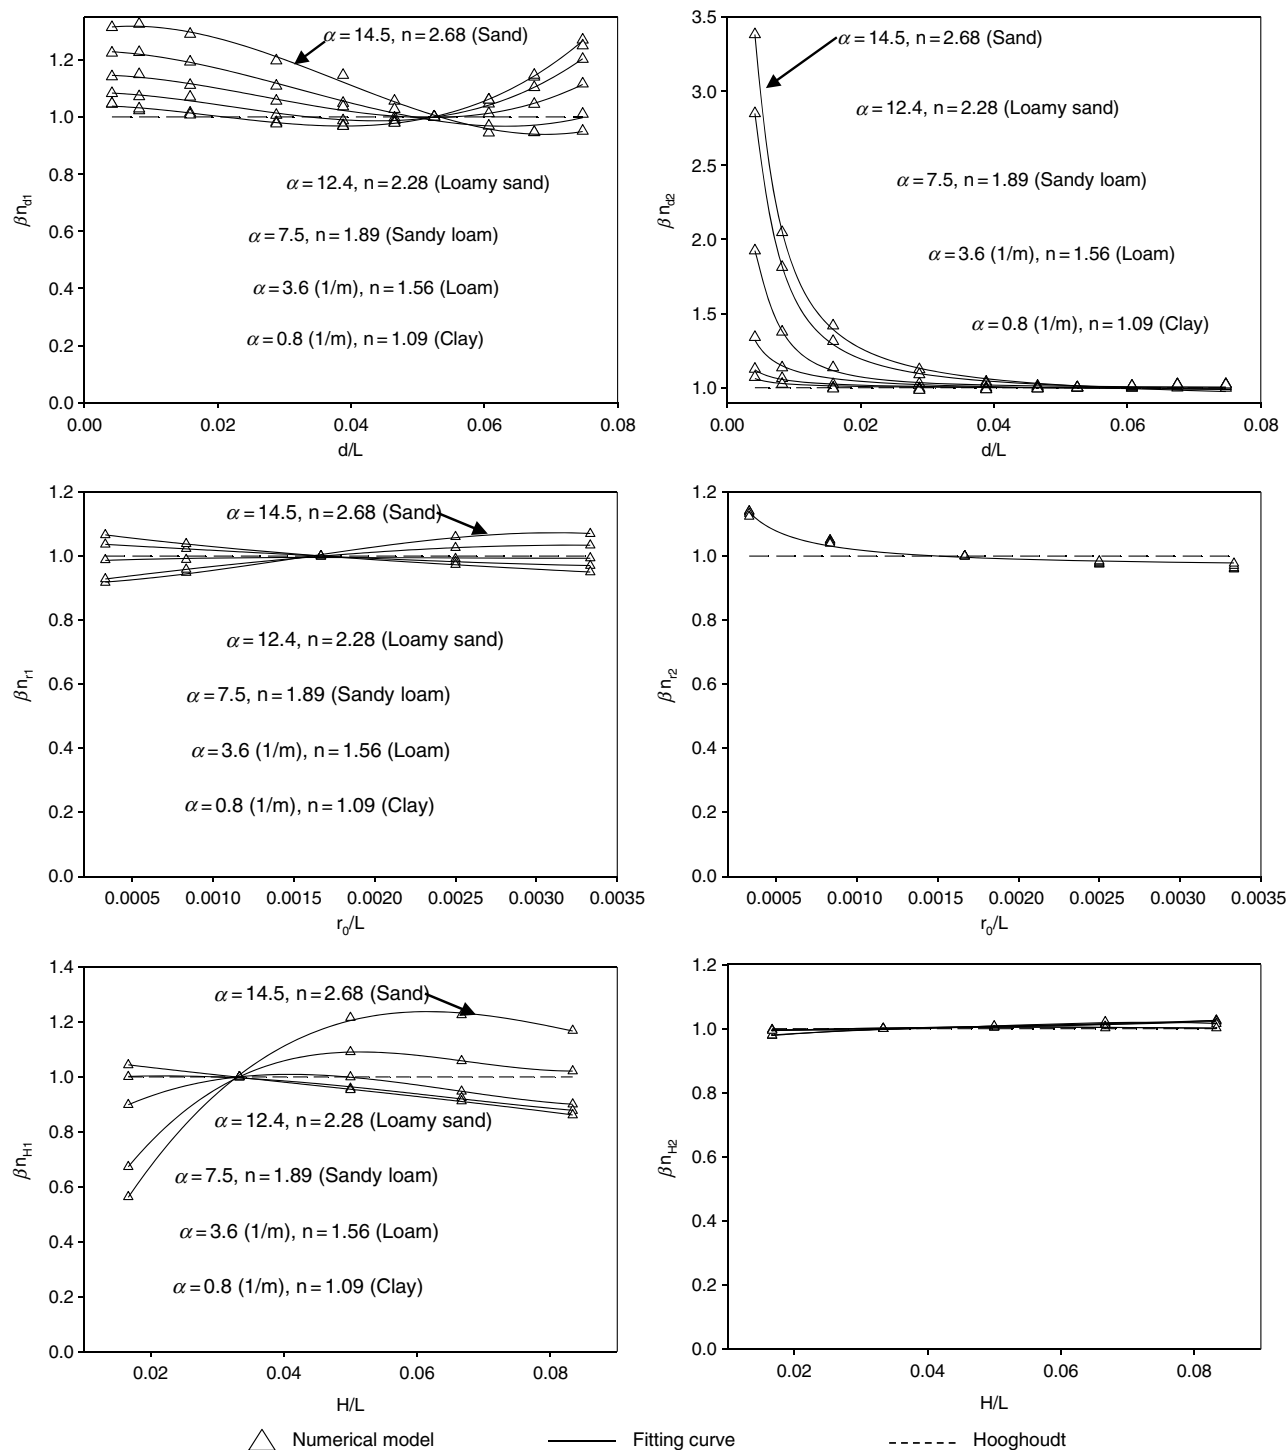 1.2
1.0
0.8
0.6
0.4
0.2
0.0
βn_d1
α=14.5, n=2.68 (Sand)
α=12.4, n=2.28 (Loamy sand)
α=7.5, n=1.89 (Sandy loam)
α=3.6 (1/m), n=1.56 (Loam)
α=0.8 (1/m), n=1.09 (Clay)
0.00 0.02 0.04 0.06 0.08
d/L
3.5
3.0
2.5
2.0
1.5
1.0
βn_d2
α=14.5, n=2.68 (Sand)
α=12.4, n=2.28 (Loamy sand)
α=7.5, n=1.89 (Sandy loam)
α=3.6 (1/m), n=1.56 (Loam)
α=0.8 (1/m), n=1.09 (Clay)
0.00 0.02 0.04 0.06 0.08
d/L
1.2
1.0
0.8
0.6
0.4
0.2
0.0
βn_r1
α=14.5, n=2.68 (Sand)
α=12.4, n=2.28 (Loamy sand)
α=7.5, n=1.89 (Sandy loam)
α=3.6 (1/m), n=1.56 (Loam)
α=0.8 (1/m), n=1.09 (Clay)
0.0005 0.0010 0.0015 0.0020 0.0025 0.0030 0.0035
r₀/L
1.2
1.0
0.8
0.6
0.4
0.2
0.0
βn_r2
0.0005 0.0010 0.0015 0.0020 0.0025 0.0030 0.0035
r₀/L
1.4
1.2
1.0
0.8
0.6
0.4
0.2
0.0
βn_H1
α=14.5, n=2.68 (Sand)
α=12.4, n=2.28 (Loamy sand)
α=7.5, n=1.89 (Sandy loam)
α=3.6 (1/m), n=1.56 (Loam)
α=0.8 (1/m), n=1.09 (Clay)
0.02 0.04 0.06 0.08
H/L
1.2
1.0
0.8
0.6
0.4
0.2
0.0
βn_H2
0.02 0.04 0.06 0.08
H/L
Numerical model Fitting curve Hooghoudt